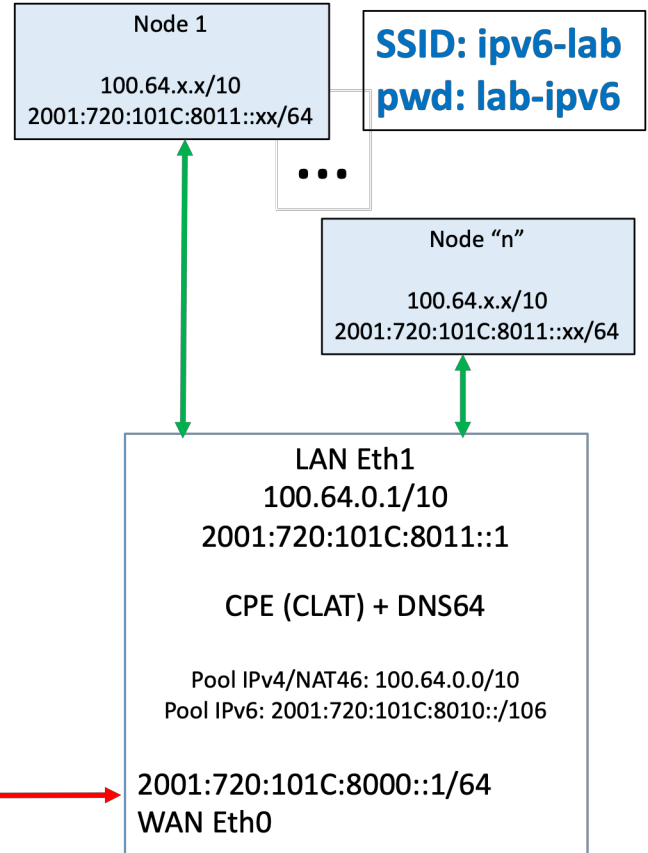 Node 1
100.64.x.x/10
2001:720:101C:8011::xx/64
SSID: ipv6-lab
pwd: lab-ipv6
...
Node “n”
100.64.x.x/10
2001:720:101C:8011::xx/64
LAN Eth1
100.64.0.1/10
2001:720:101C:8011::1
CPE (CLAT) + DNS64
Pool IPv4/NAT46: 100.64.0.0/10
Pool IPv6: 2001:720:101C:8010::/106
2001:720:101C:8000::1/64
WAN Eth0